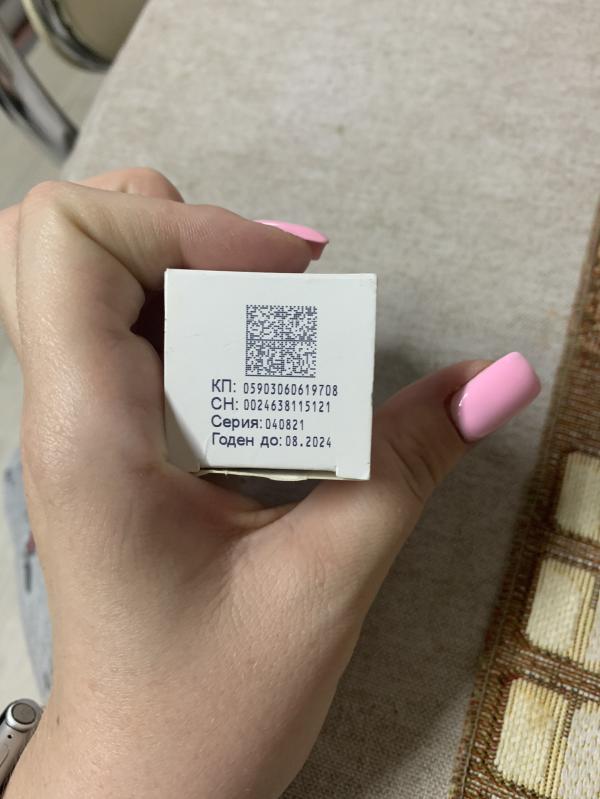 КП: 05903060619708
СН: 0024638115121
Серия: 040821
Годен до: 08.2024